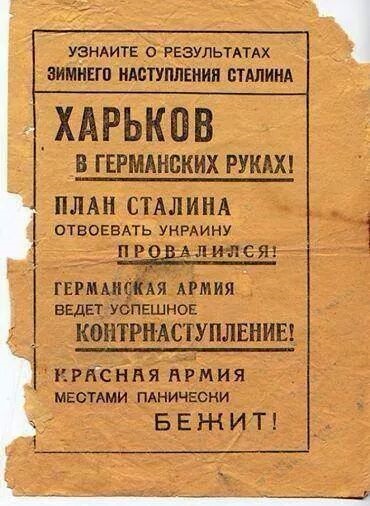 УЗНАИТЕ О РЕЗУЛЬТАТАХ
ЗИМНЕГО НАСТУПЛЕНИЯ СТАЛИНА
ХАРЬКОВ
В ГЕРМАНСКИХ РУКАХ!
ПЛАН СТАЛИНА
ОТВОЕВАТЬ УКРАИНУ
ПРОВАЛИЛСЯ!
ГЕРМАНСКАЯ АРМИЯ
ВЕДЕТ УСПЕШНОЕ
КОНТРНАСТУПЛЕНИЕ!
КРАСНАЯ АРМИЯ
МЕСТАМИ ПАНИЧЕСКИ
БЕЖИТ!